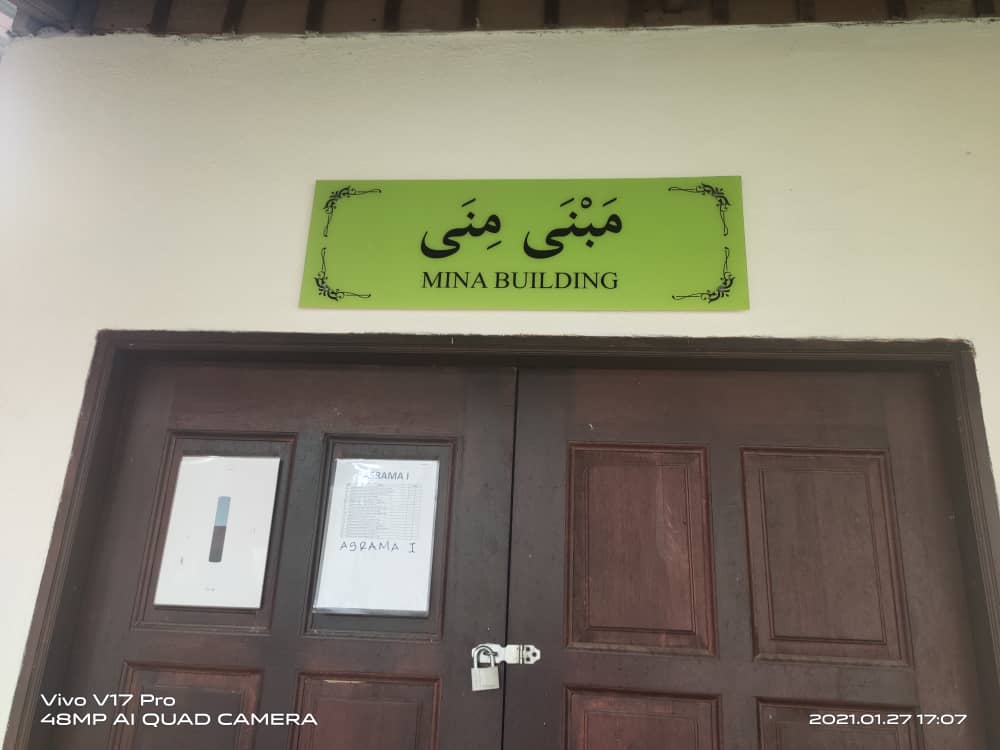 مَبْنَى مِنَى
MINA BUILDING
ASRAMA I
ASRAMA I
Vivo V17 Pro
48MP AI QUAD CAMERA
2021.01.27 17:07